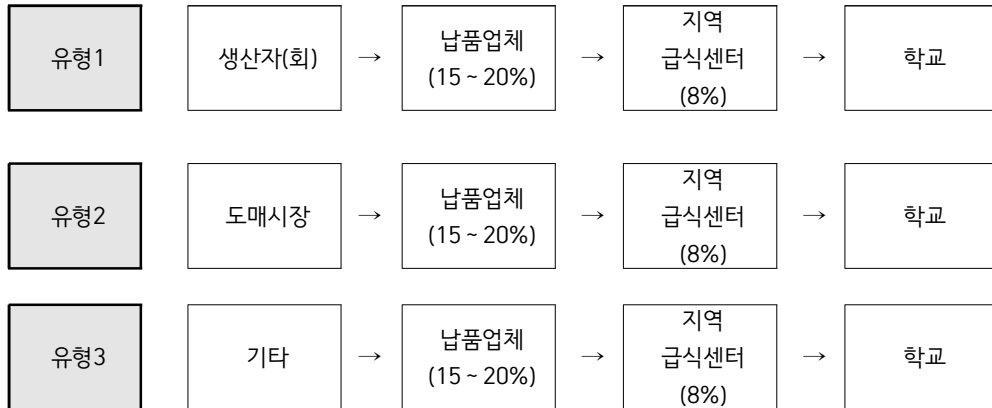 유형1
생산자(회)
→
납품업체
(15 ~ 20%)
→
지역
급식센터
(8%)
→
학교
유형2
도매시장
→
납품업체
(15 ~ 20%)
→
지역
급식센터
(8%)
→
학교
유형3
기타
→
납품업체
(15 ~ 20%)
→
지역
급식센터
(8%)
→
학교